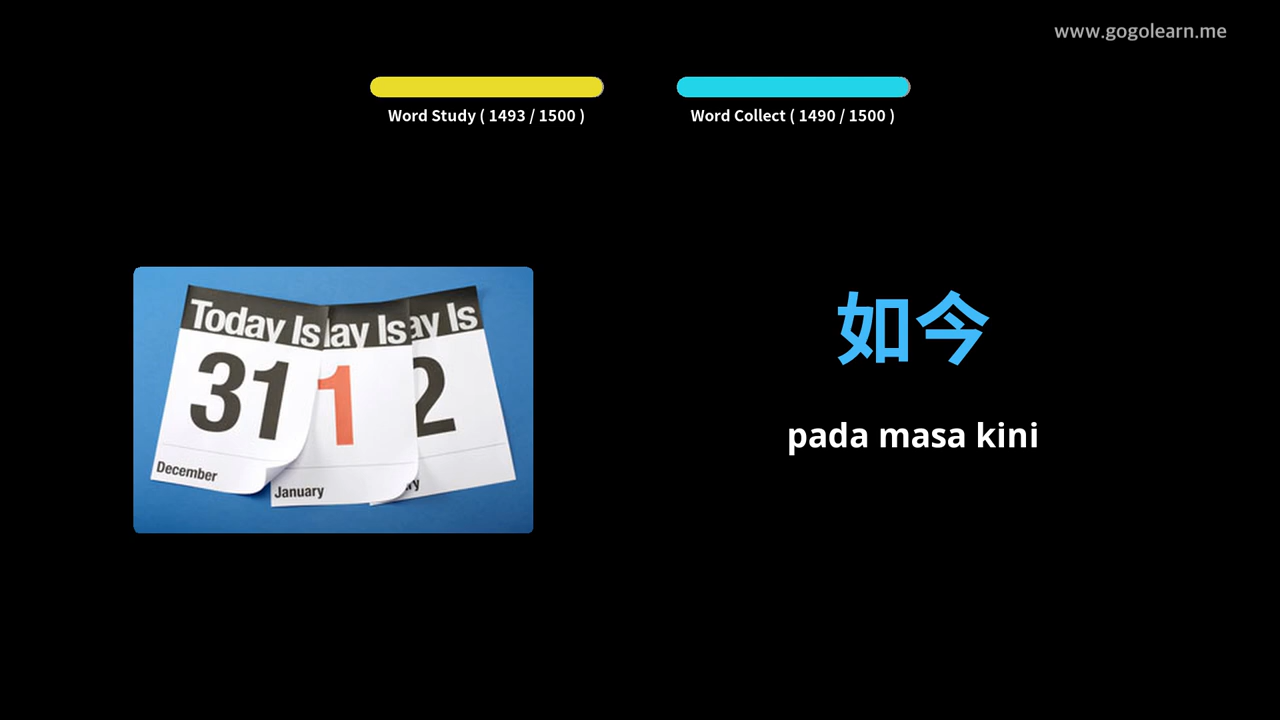 www.gogolearn.me
Word Study ( 1493 / 1500 )
Word Collect ( 1490 / 1500 )
Today Is
31
December
ay Is
1
January
ay Is
2
ry
如今
pada masa kini